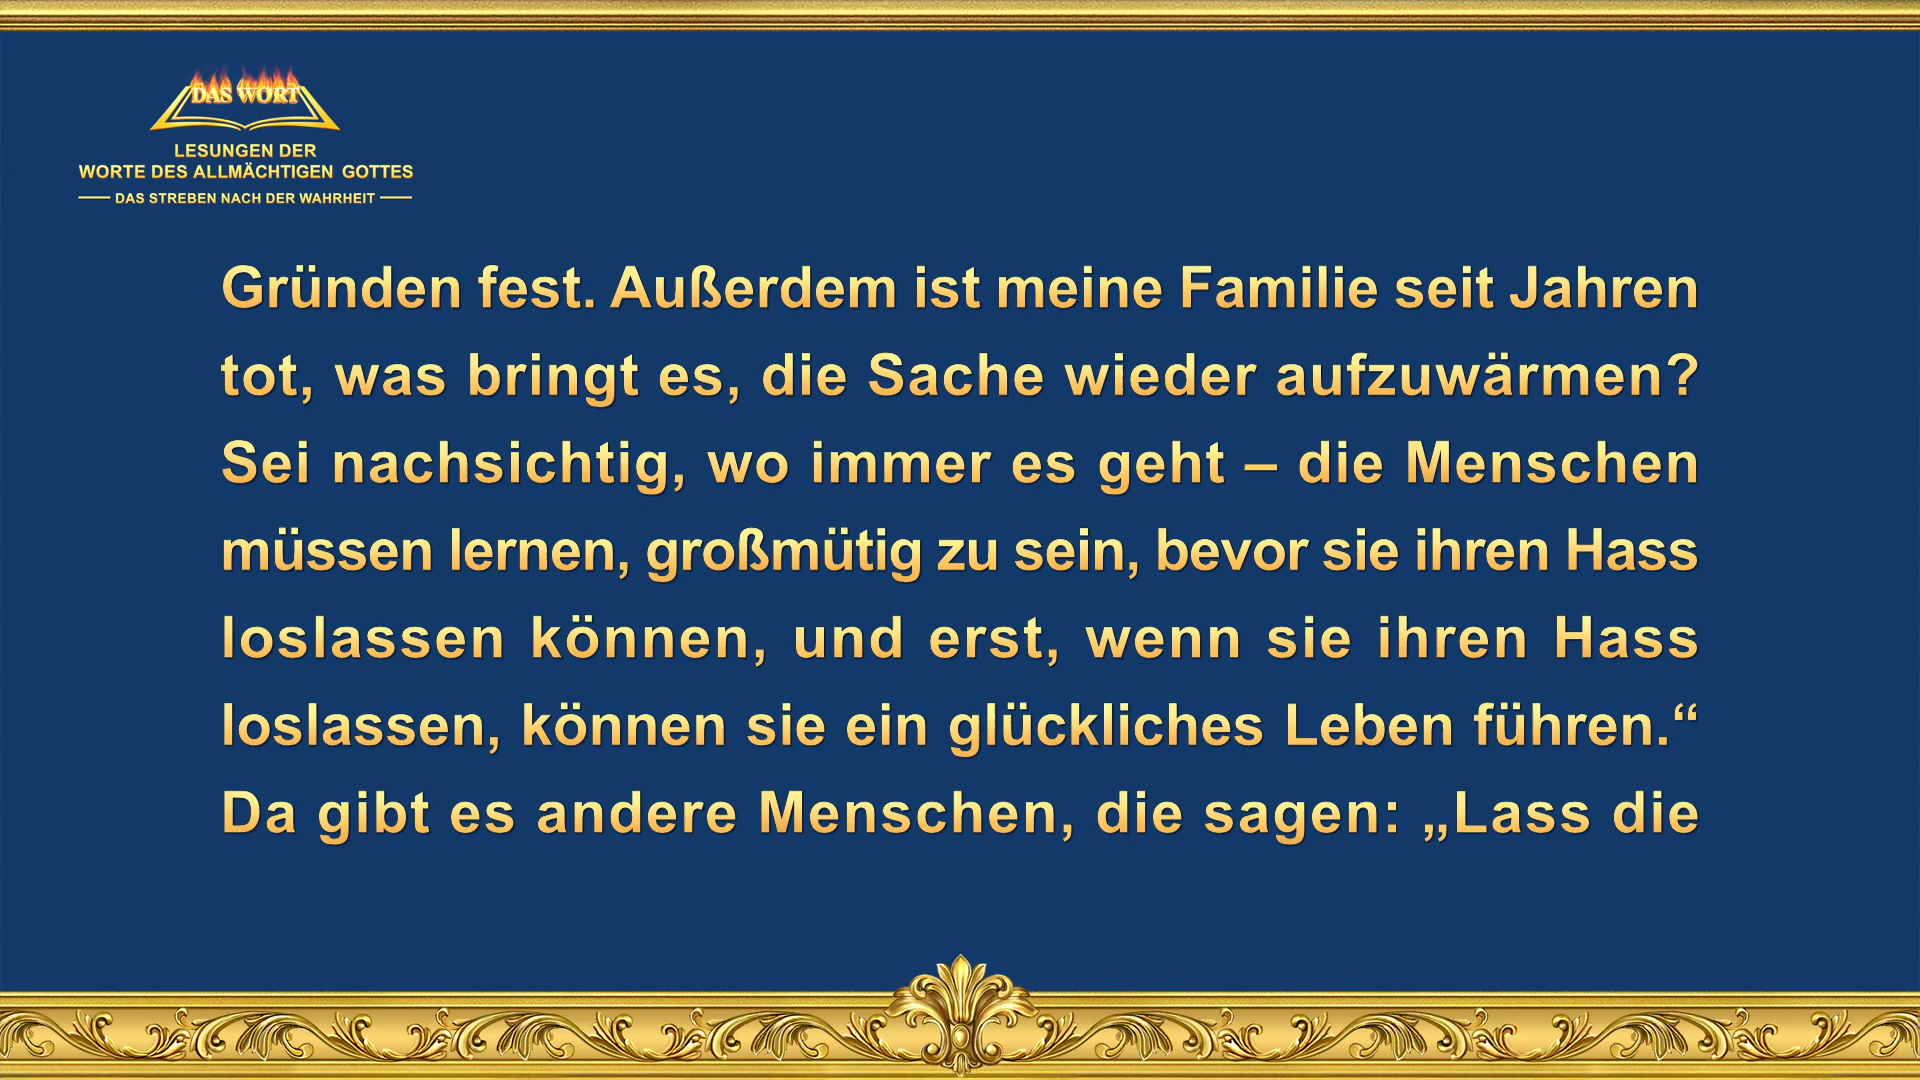 DAS WORT
LESUNGEN DER
WORTE DES ALLMÄCHTIGEN GOTTES
DAS STREBEN NACH DER WAHRHEIT
Gründen fest. Außerdem ist meine Familie seit Jahren
tot, was bringt es, die Sache wieder aufzuwärmen?
Sei nachsichtig, wo immer es geht – die Menschen
müssen lernen, großmütig zu sein, bevor sie ihren Hass
loslassen können, und erst, wenn sie ihren Hass
loslassen, können sie ein glückliches Leben führen.“
Da gibt es andere Menschen, die sagen: „Lass die